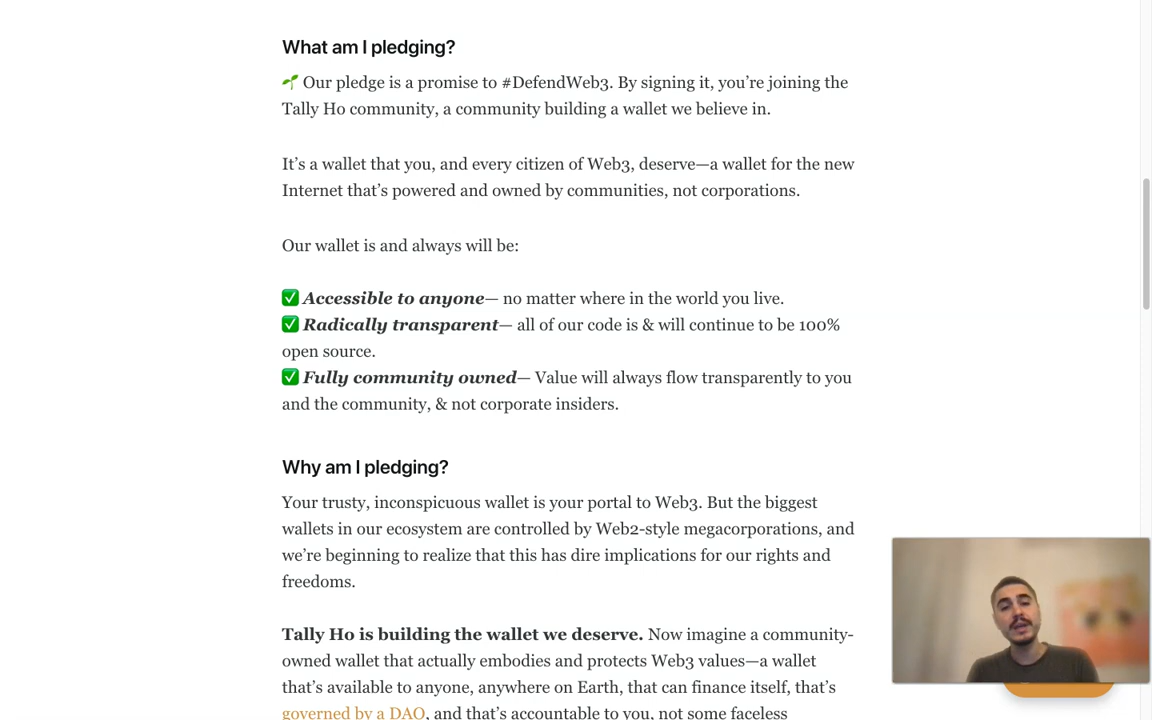 What am I pledging?
🌱 Our pledge is a promise to #DefendWeb3. By signing it, you’re joining the
Tally Ho community, a community building a wallet we believe in.
It’s a wallet that you, and every citizen of Web3, deserve—a wallet for the new
Internet that’s powered and owned by communities, not corporations.
Our wallet is and always will be:
✅ Accessible to anyone— no matter where in the world you live.
✅ Radically transparent— all of our code is & will continue to be 100%
open source.
✅ Fully community owned— Value will always flow transparently to you
and the community, & not corporate insiders.
Why am I pledging?
Your trusty, inconspicuous wallet is your portal to Web3. But the biggest
wallets in our ecosystem are controlled by Web2-style megacorporations, and
we’re beginning to realize that this has dire implications for our rights and
freedoms.
Tally Ho is building the wallet we deserve. Now imagine a community-
owned wallet that actually embodies and protects Web3 values—a wallet
that’s available to anyone, anywhere on Earth, that can finance itself, that’s
governed by a DAO, and that’s accountable to you, not some faceless